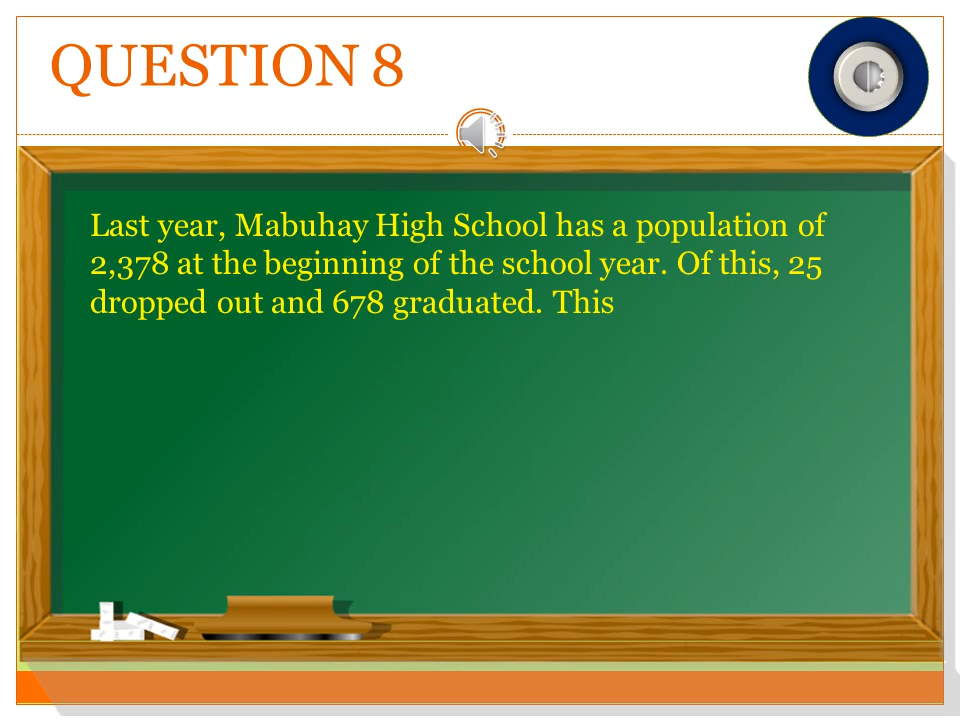 QUESTION 8
Last year, Mabuhay High School has a population of
2,378 at the beginning of the school year. Of this, 25
dropped out and 678 graduated. This